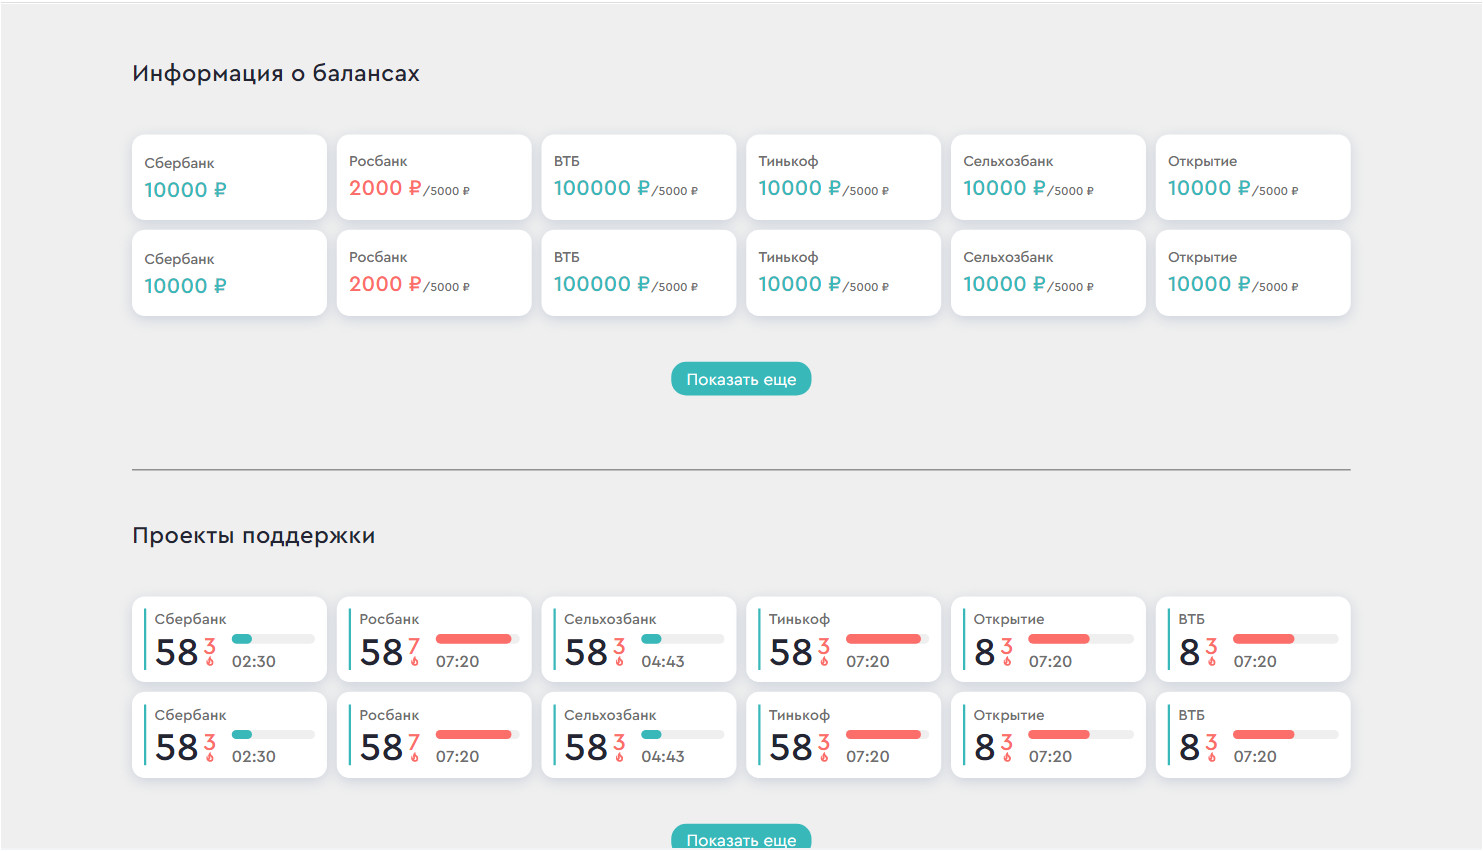 Информация о балансах
Сбербанк Росбанк ВТБ Тинькоф Сельхозбанк Открытие
10000 ₽ 2000 ₽/5000 ₽ 100000 ₽/5000 ₽ 10000 ₽/5000 ₽ 10000 ₽/5000 ₽ 10000 ₽/5000 ₽
Сбербанк Росбанк ВТБ Тинькоф Сельхозбанк Открытие
10000 ₽ 2000 ₽/5000 ₽ 100000 ₽/5000 ₽ 10000 ₽/5000 ₽ 10000 ₽/5000 ₽ 10000 ₽/5000 ₽
Показать еще
Проекты поддержки
Сбербанк Росбанк Сельхозбанк Тинькоф Открытие ВТБ
58 3 02:30 58 7 07:20 58 3 04:43 58 3 07:20 8 3 07:20 8 3 07:20
Сбербанк Росбанк Сельхозбанк Тинькоф Открытие ВТБ
58 3 02:30 58 7 07:20 58 3 04:43 58 3 07:20 8 3 07:20 8 3 07:20
Показать еще